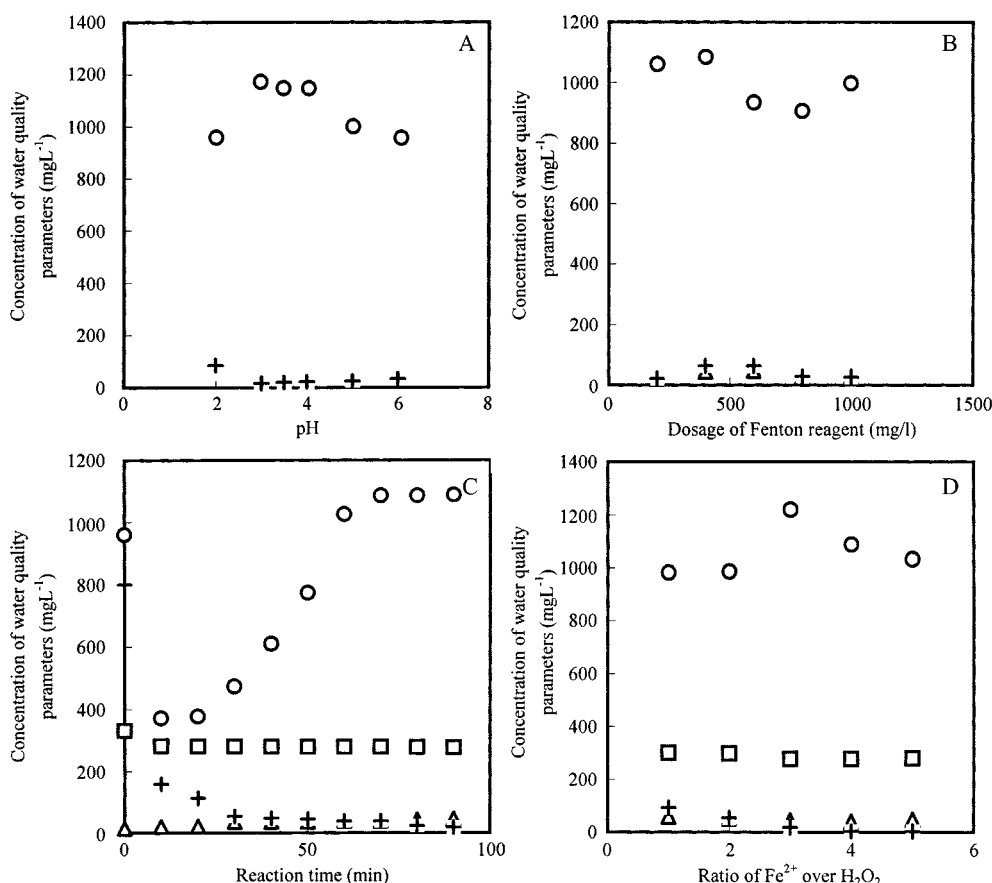 A
1400
1200
1000
800
600
400
200
0
0 2 4 6 8
pH
Concentration of water quality
parameters (mgL-1)
B
1200
1000
800
600
400
200
0
0 500 1000 1500
Dosage of Fenton reagent (mg/l)
Concentration of water quality
parameters (mgL-1)
C
1200
1000
800
600
400
200
0
0 50 100
Reaction time (min)
Concentration of water quality
parameters (mgL-1)
D
1400
1200
1000
800
600
400
200
0
0 2 4 6
Ratio of Fe2+ over H2O2
Concentration of water quality
parameters (mgL-1)